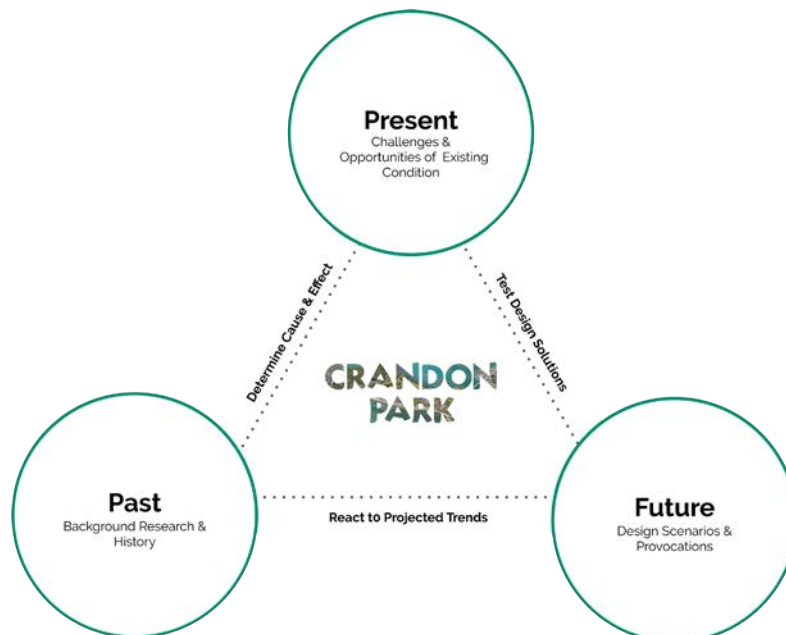 Present
Challenges &
Opportunities of Existing
Condition
Determine Cause & Effect
Test Design Solutions
CRANDON
PARK
Past
Background Research &
History
React to Projected Trends
Future
Design Scenarios &
Provocations